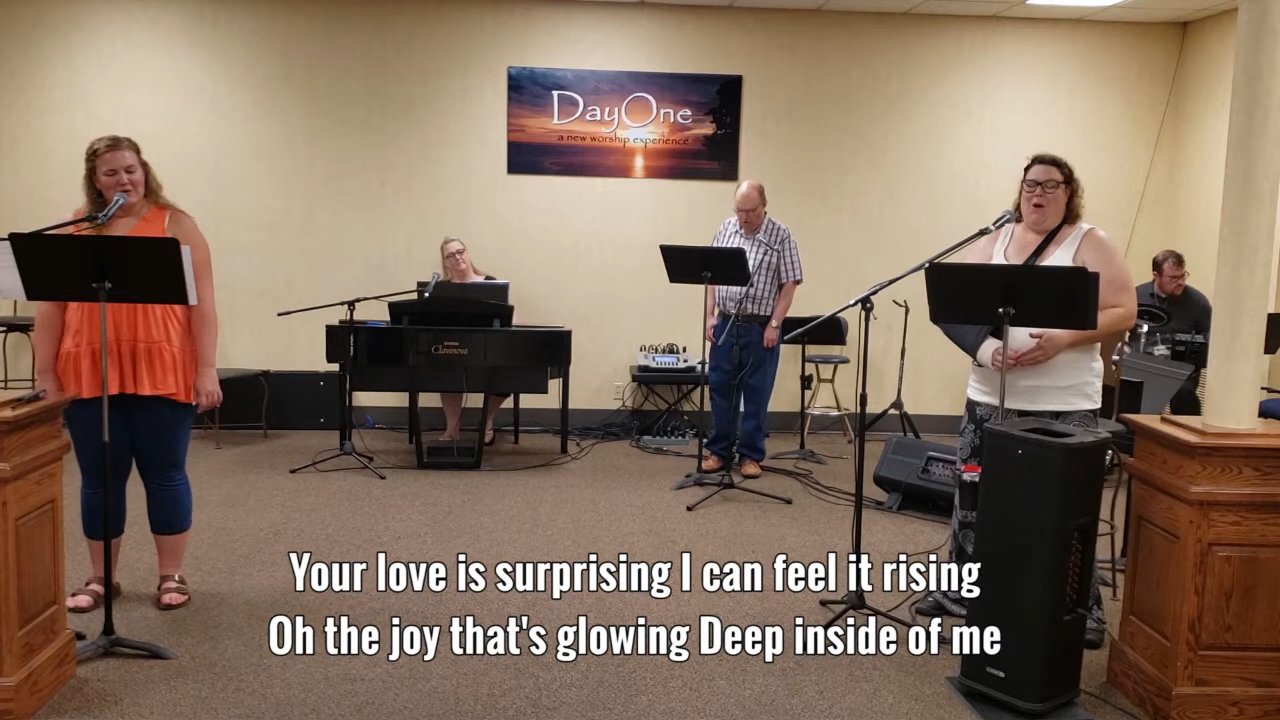 DayOne
a new worship experience
Clavinova
Your love is surprising I can feel it rising
Oh the joy that's glowing Deep inside of me